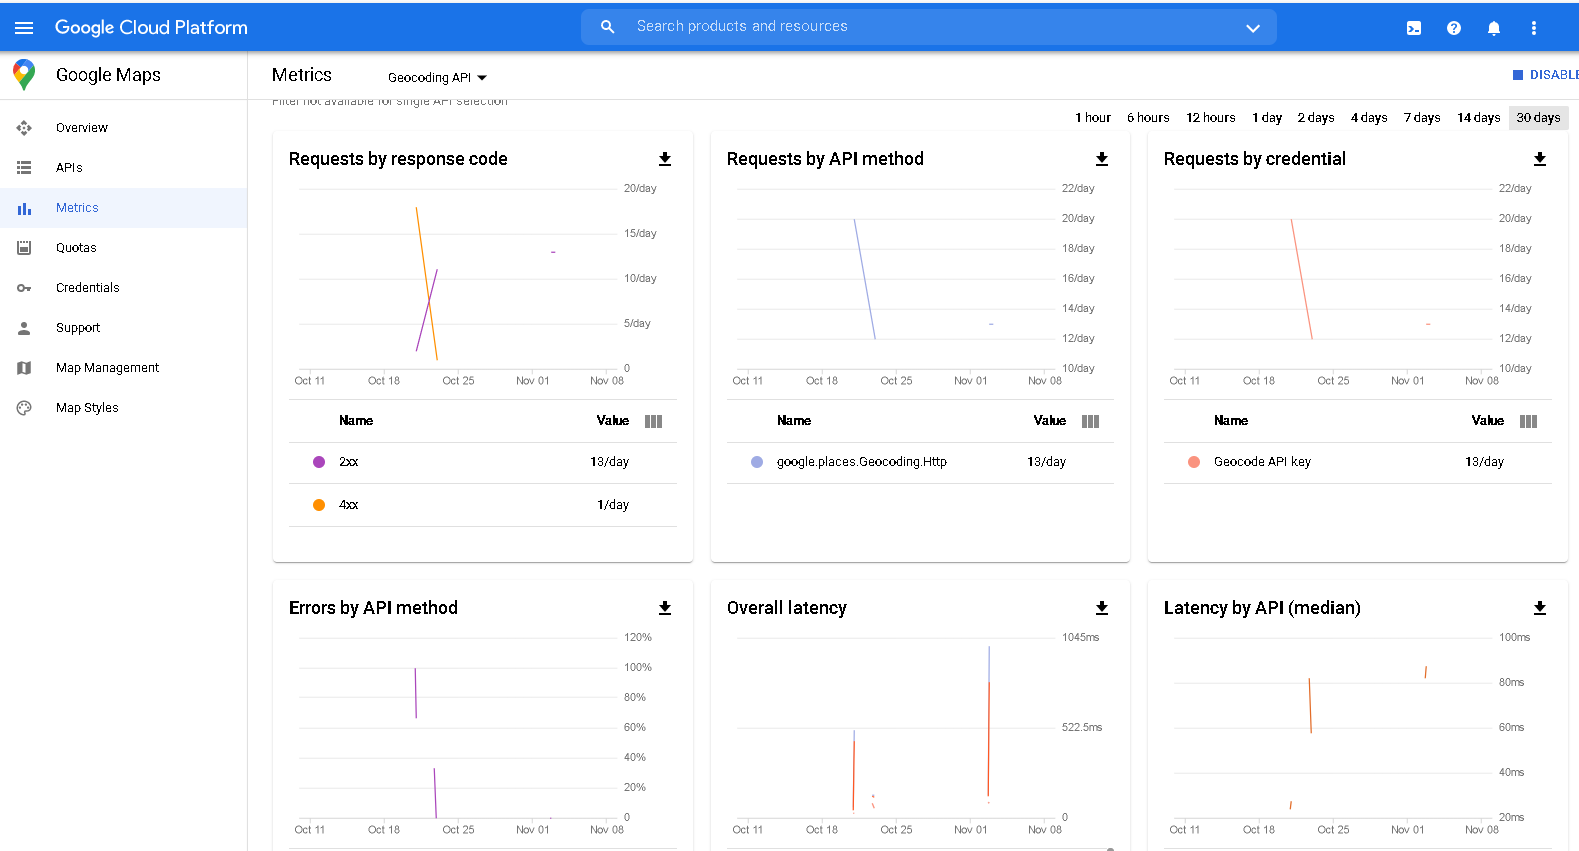 Google Cloud Platform
Search products and resources
Google Maps
Metrics
Geocoding API
DISABLE
Filter not available for single API selection
1 hour 6 hours 12 hours 1 day 2 days 4 days 7 days 14 days 30 days
Overview
APIs
Metrics
Quotas
Credentials
Support
Map Management
Map Styles
Requests by response code
20/day
15/day
10/day
5/day
0
Oct 11 Oct 18 Oct 25 Nov 01 Nov 08
Name Value
2xx 13/day
4xx 1/day
Requests by API method
22/day
20/day
18/day
16/day
14/day
12/day
10/day
Oct 11 Oct 18 Oct 25 Nov 01 Nov 08
Name Value
google.places.Geocoding.Http 13/day
Requests by credential
22/day
20/day
18/day
16/day
14/day
12/day
10/day
Oct 11 Oct 18 Oct 25 Nov 01 Nov 08
Name Value
Geocode API key 13/day
Errors by API method
120%
100%
80%
60%
40%
20%
0
Oct 11 Oct 18 Oct 25 Nov 01 Nov 08
Overall latency
1045ms
522.5ms
0
Oct 11 Oct 18 Oct 25 Nov 01 Nov 08
Latency by API (median)
100ms
80ms
60ms
40ms
20ms
Oct 11 Oct 18 Oct 25 Nov 01 Nov 08